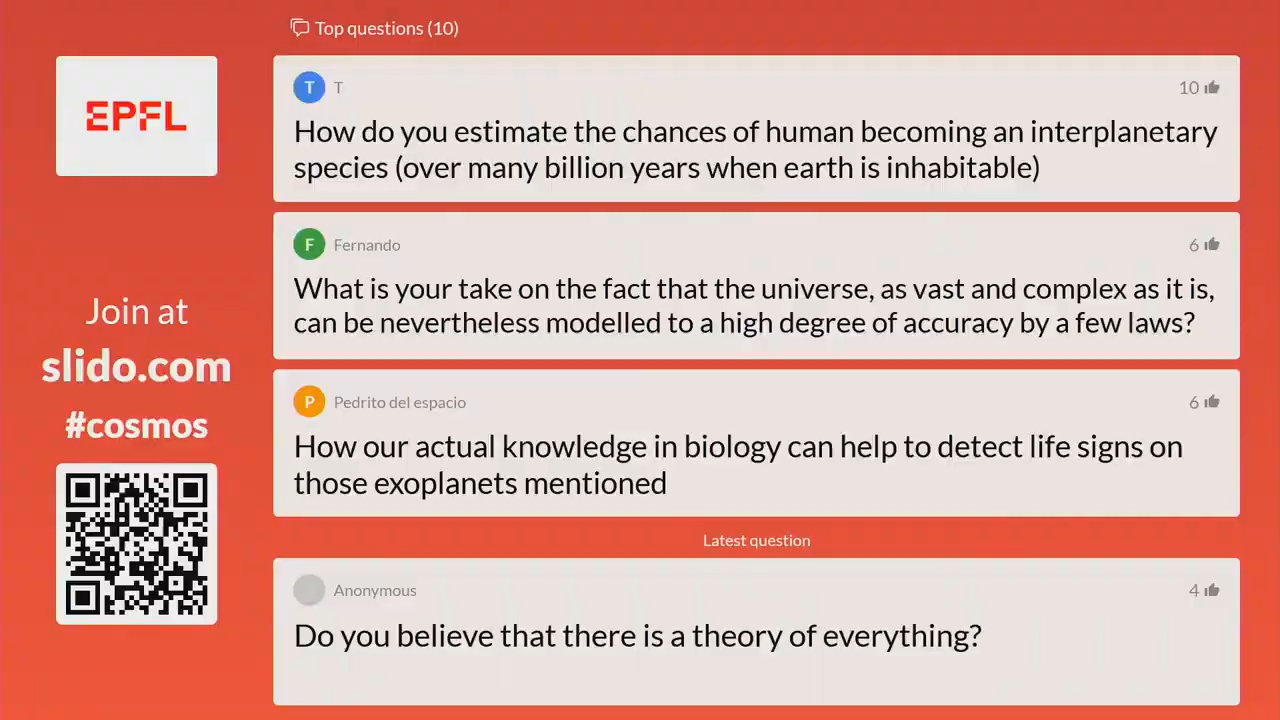 Top questions (10)
EPFL
Join at
slido.com
#cosmos
T
T
10
How do you estimate the chances of human becoming an interplanetary
species (over many billion years when earth is inhabitable)
F
Fernando
6
What is your take on the fact that the universe, as vast and complex as it is,
can be nevertheless modelled to a high degree of accuracy by a few laws?
P
Pedrito del espacio
6
How our actual knowledge in biology can help to detect life signs on
those exoplanets mentioned
Latest question
Anonymous
4
Do you believe that there is a theory of everything?